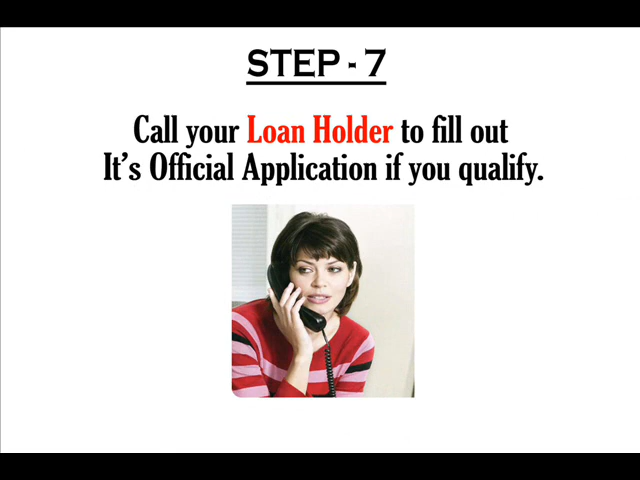 STEP - 7
Call your Loan Holder to fill out
It's Official Application if you qualify.